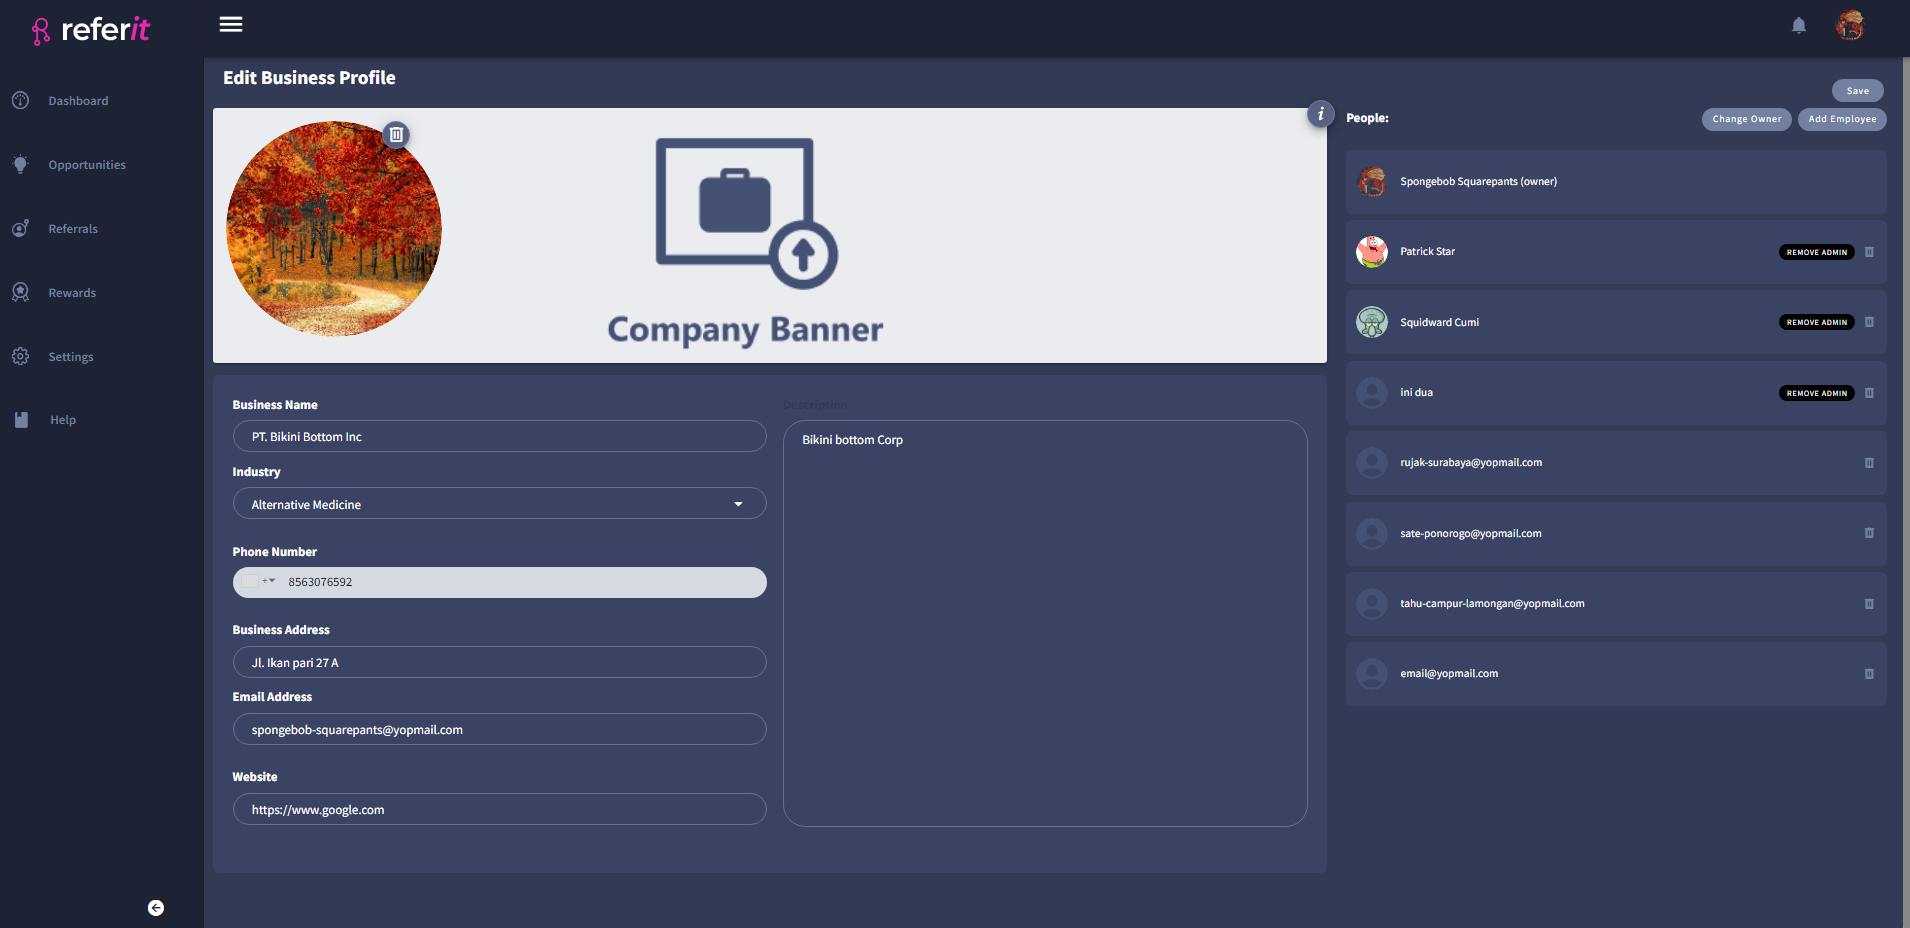 referit
Edit Business Profile
Save
Dashboard
Opportunities
Referrals
Rewards
Settings
Help
Company Banner
i
People:
Change Owner
Add Employee
Spongebob Squarepants (owner)
Patrick Star
REMOVE ADMIN
Squidward Cumi
REMOVE ADMIN
ini dua
REMOVE ADMIN
rujak-surabaya@yopmail.com
sate-ponorogo@yopmail.com
tahu-campur-lamongan@yopmail.com
email@yopmail.com
Business Name
PT. Bikini Bottom Inc
Industry
Alternative Medicine
Phone Number
+ 8563076592
Business Address
Jl. Ikan pari 27 A
Email Address
spongebob-squarepants@yopmail.com
Website
https://www.google.com
Description
Bikini bottom Corp